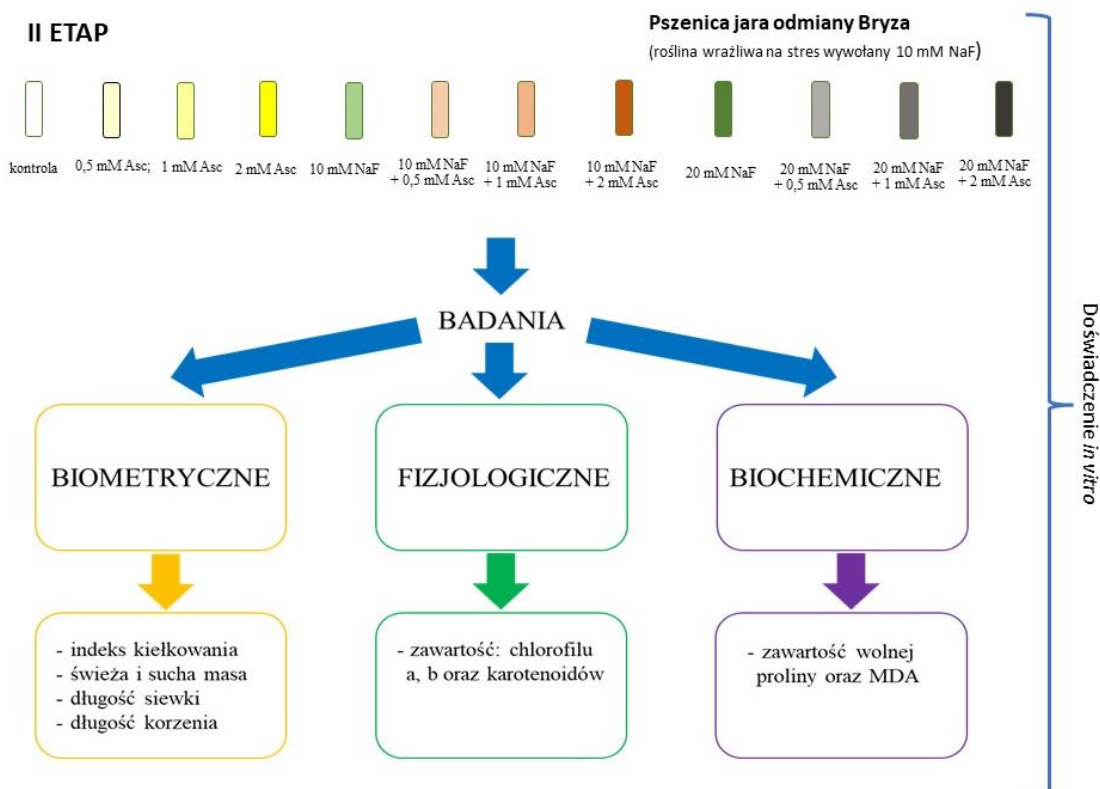 II ETAP
Pszenica jara odmiany Bryza
(roślina wrażliwa na stres wywołany 10 mM NaF)
kontrola
0,5 mM Asc;
1 mM Asc
2 mM Asc
10 mM NaF
10 mM NaF
+ 0,5 mM Asc
10 mM NaF
+ 1 mM Asc
10 mM NaF
+ 2 mM Asc
20 mM NaF
20 mM NaF
+ 0,5 mM Asc
20 mM NaF
+ 1 mM Asc
20 mM NaF
+ 2 mM Asc
BADANIA
BIOMETRYCZNE
FIZJOLOGICZNE
BIOCHEMICZNE
- indeks kiełkowania
- świeża i sucha masa
- długość siewki
- długość korzenia
- zawartość: chlorofilu
a, b oraz karotenoidów
- zawartość wolnej
proliny oraz MDA
Doświadczenie in vitro